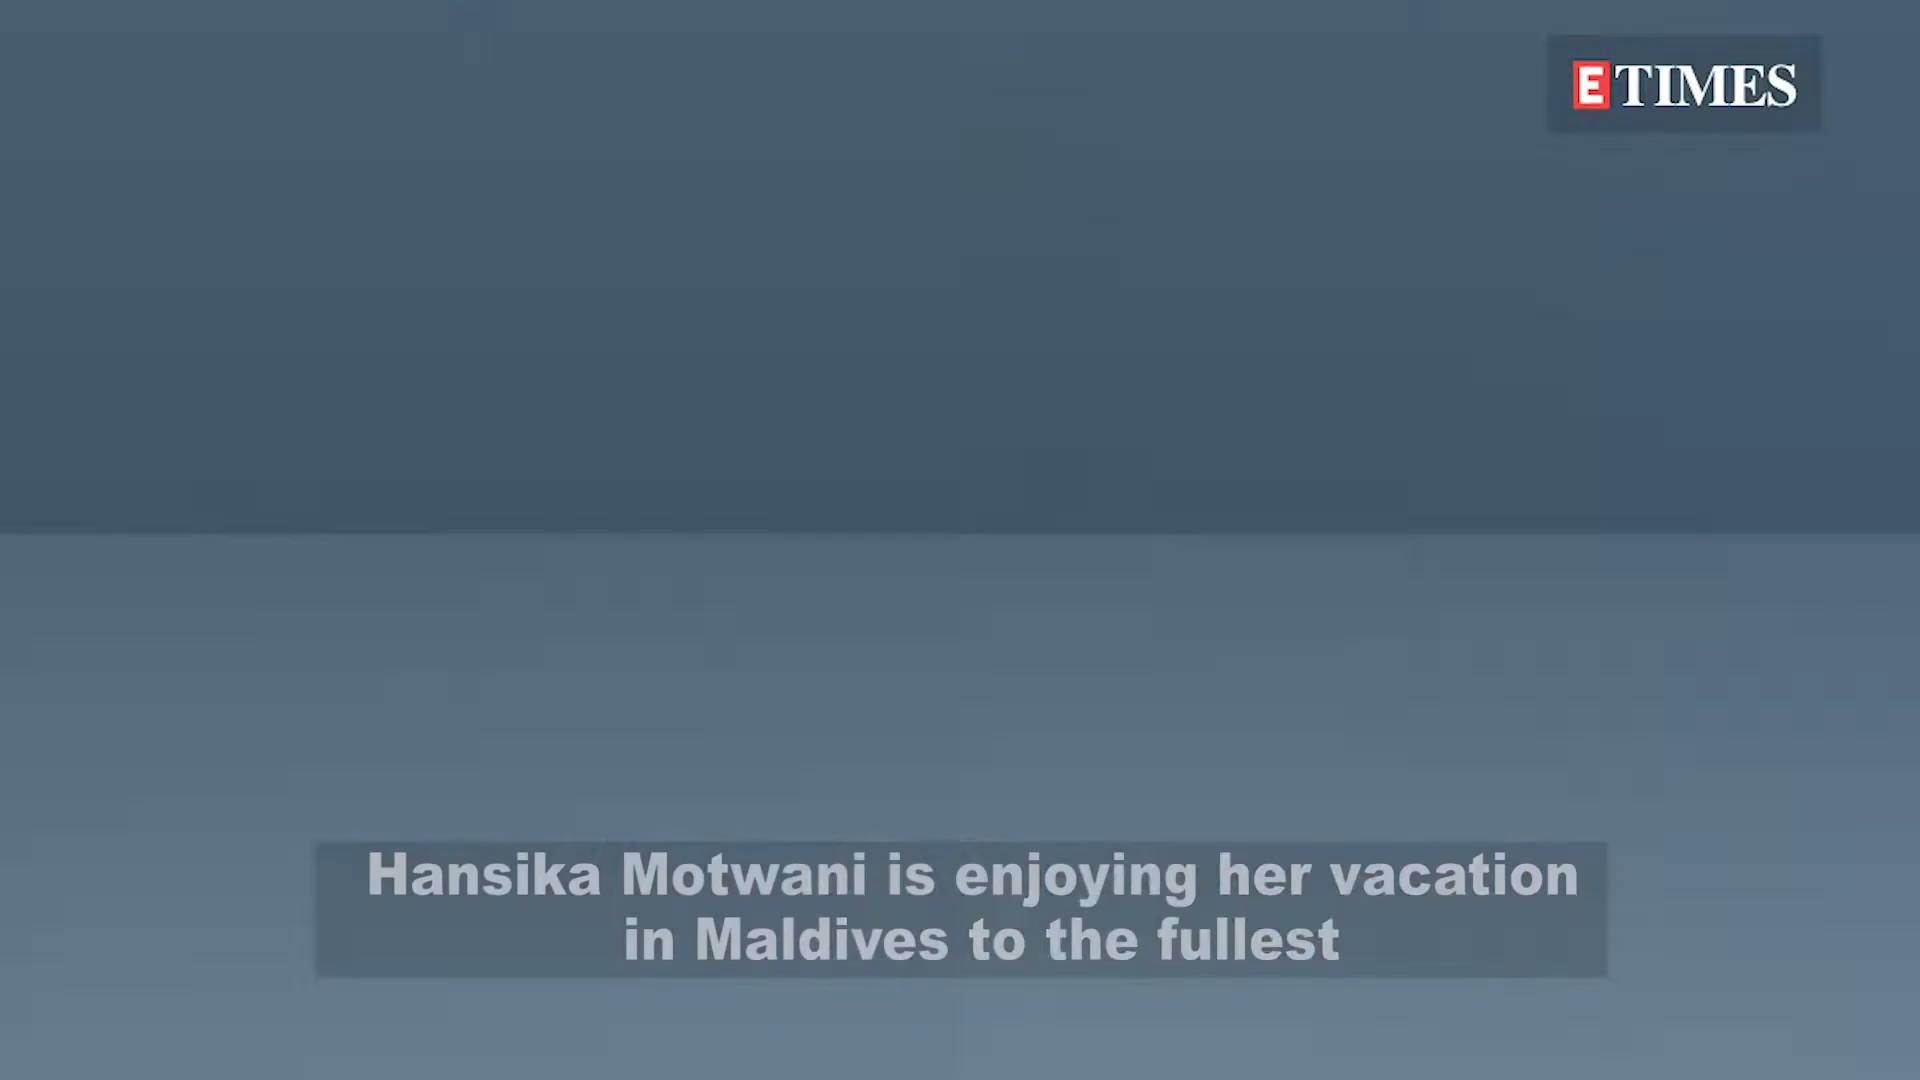 ETIMES
Hansika Motwani is enjoying her vacation
in Maldives to the fullest